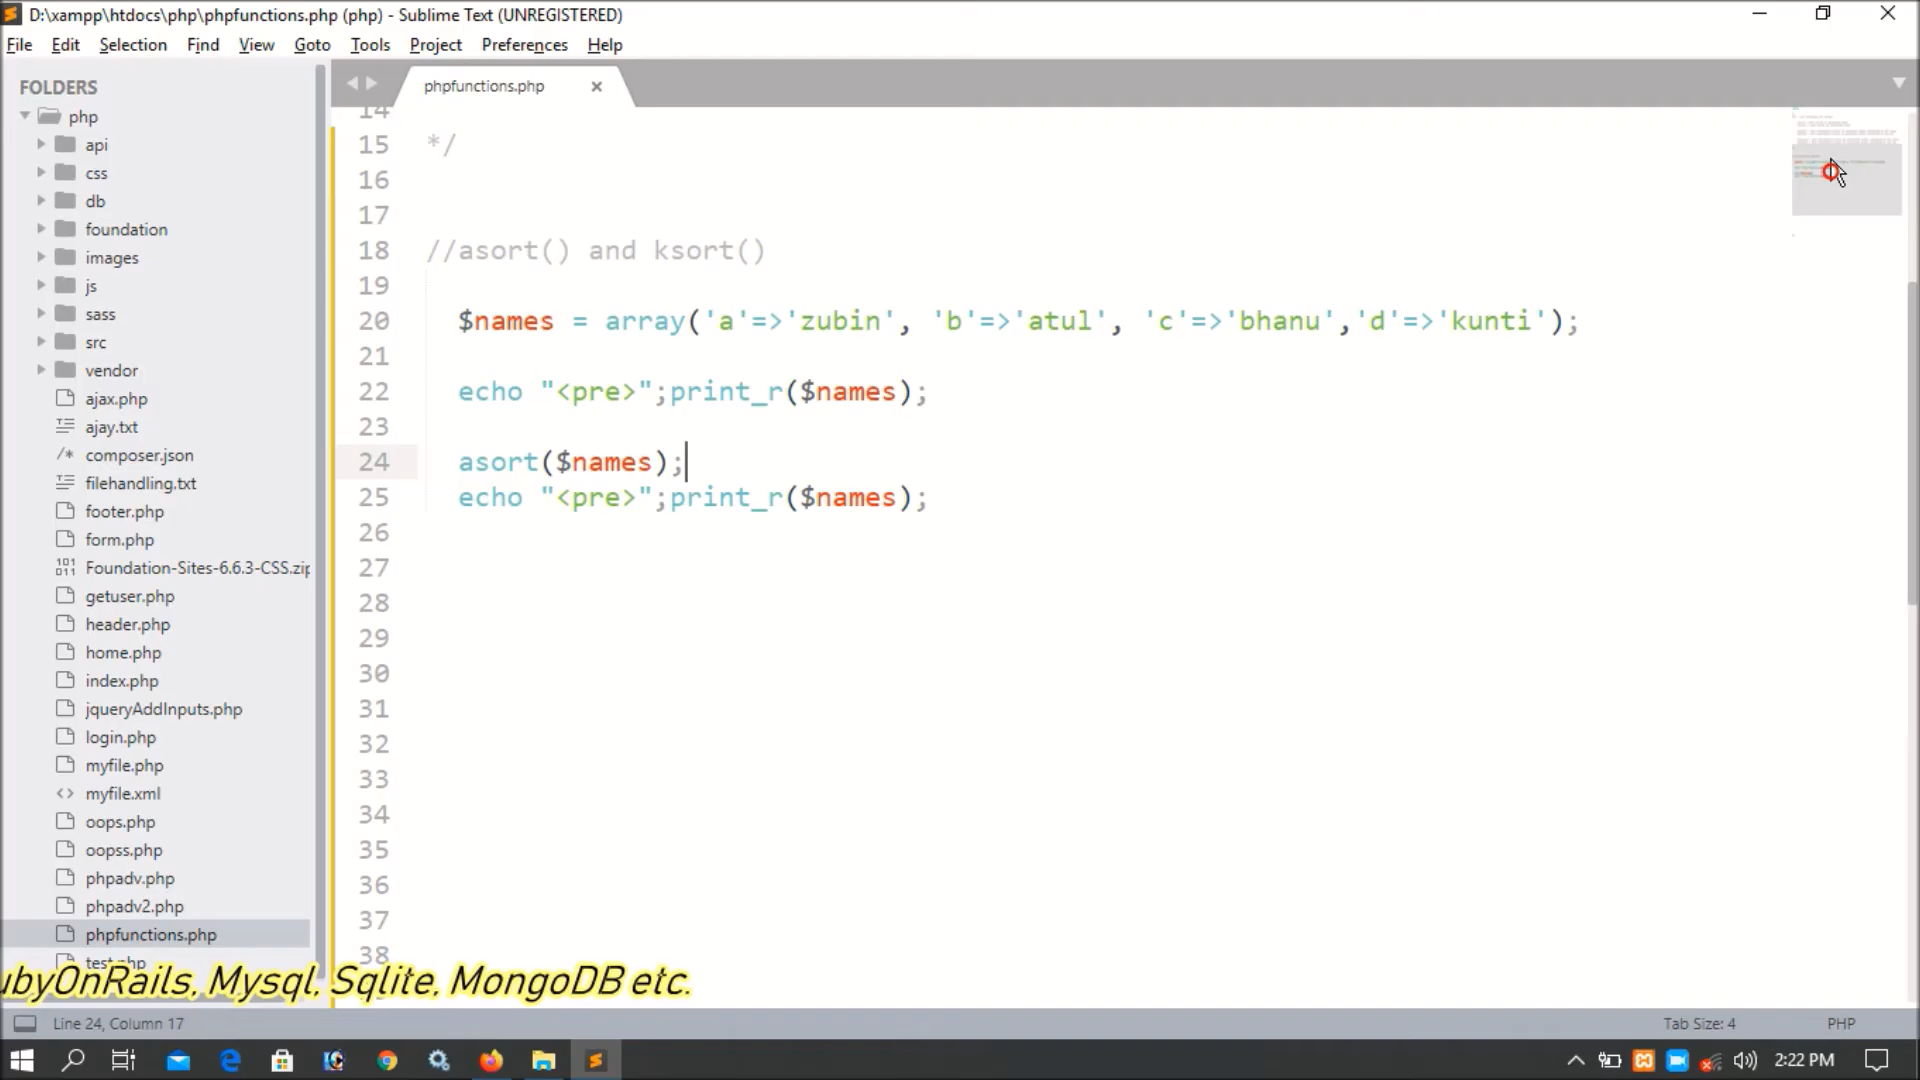 D:\xampp\htdocs\php\phpfunctions.php (php) - Sublime Text (UNREGISTERED)
File Edit Selection Find View Goto Tools Project Preferences Help
FOLDERS
php
api
css
db
foundation
images
js
sass
src
vendor
ajax.php
ajay.txt
composer.json
filehandling.txt
footer.php
form.php
Foundation-Sites-6.6.3-CSS.zip
getuser.php
header.php
home.php
index.php
jqueryAddInputs.php
login.php
myfile.php
myfile.xml
oops.php
oopss.php
phpadv.php
phpadv2.php
phpfunctions.php
test.php
phpfunctions.php
14
15 */
16
17
18 //asort() and ksort()
19
20 $names = array('a'=>'zubin', 'b'=>'atul', 'c'=>'bhanu','d'=>'kunti');
21
22 echo "<pre>";print_r($names);
23
24 asort($names);
25 echo "<pre>";print_r($names);
26
27
28
29
30
31
32
33
34
35
36
37
38
ubyOnRails, Mysql, Sqlite, MongoDB etc.
Line 24, Column 17 Tab Size: 4 PHP
2:22 PM